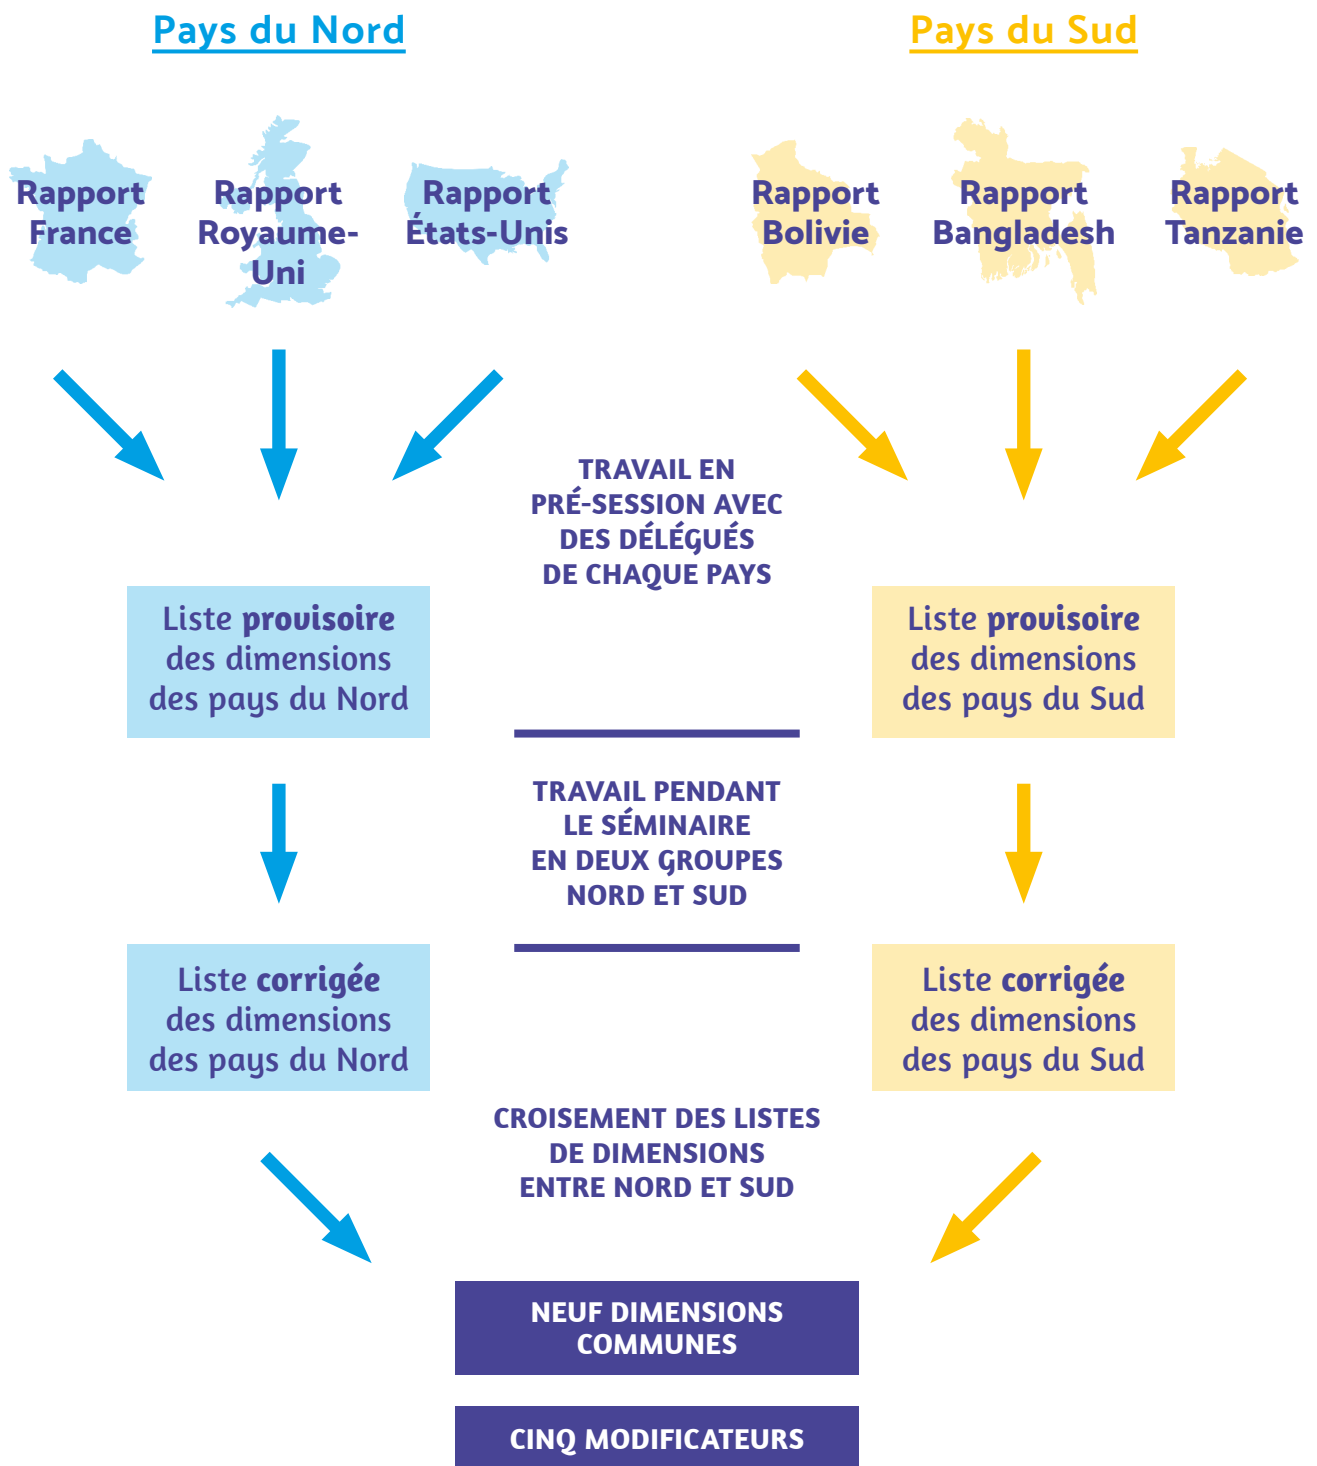 Pays du Nord
Pays du Sud
Rapport
France
Rapport
Royaume-
Uni
Rapport
États-Unis
Rapport
Bolivie
Rapport
Bangladesh
Rapport
Tanzanie
TRAVAIL EN
PRÉ-SESSION AVEC
DES DÉLÉGUÉS
DE CHAQUE PAYS
Liste provisoire
des dimensions
des pays du Nord
Liste provisoire
des dimensions
des pays du Sud
TRAVAIL PENDANT
LE SÉMINAIRE
EN DEUX GROUPES
NORD ET SUD
Liste corrigée
des dimensions
des pays du Nord
Liste corrigée
des dimensions
des pays du Sud
CROISEMENT DES LISTES
DE DIMENSIONS
ENTRE NORD ET SUD
NEUF DIMENSIONS
COMMUNES
CINQ MODIFICATEURS